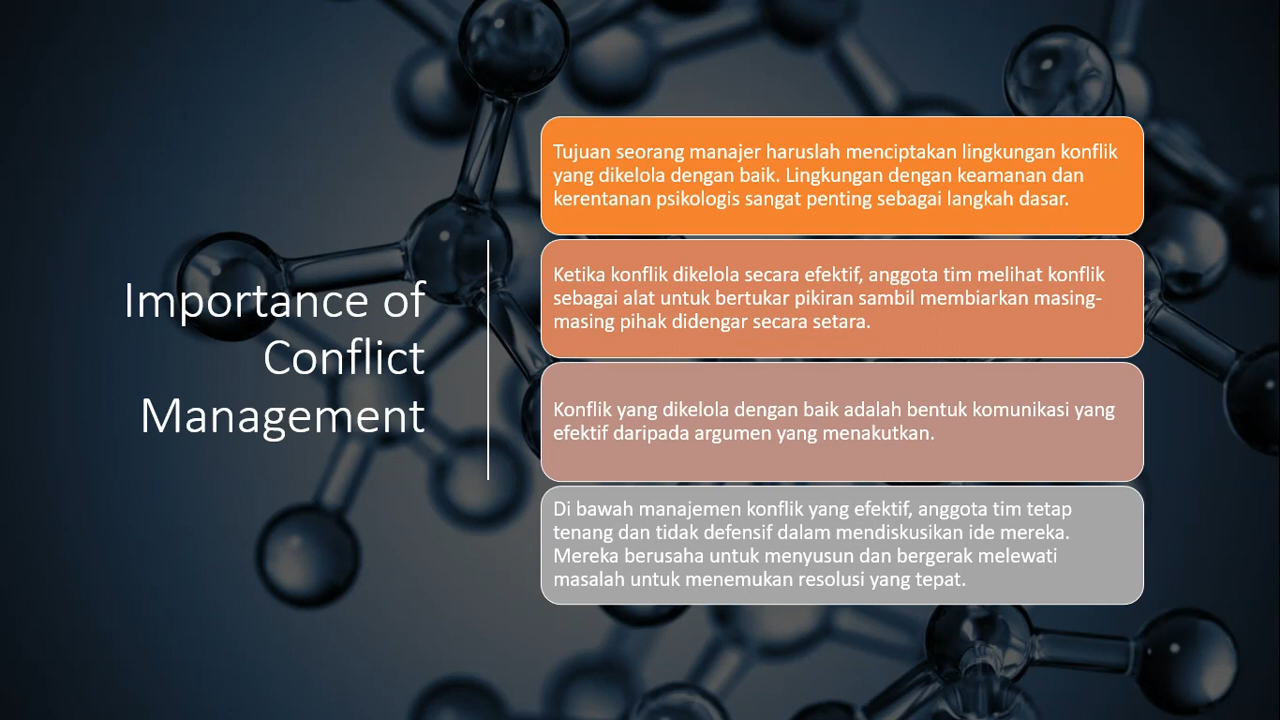 Importance of
Conflict
Management
Tujuan seorang manajer haruslah menciptakan lingkungan konflik
yang dikelola dengan baik. Lingkungan dengan keamanan dan
kerentanan psikologis sangat penting sebagai langkah dasar.
Ketika konflik dikelola secara efektif, anggota tim melihat konflik
sebagai alat untuk bertukar pikiran sambil membiarkan masing-
masing pihak didengar secara setara.
Konflik yang dikelola dengan baik adalah bentuk komunikasi yang
efektif daripada argumen yang menakutkan.
Di bawah manajemen konflik yang efektif, anggota tim tetap
tenang dan tidak defensif dalam mendiskusikan ide mereka.
Mereka berusaha untuk menyusun dan bergerak melewati
masalah untuk menemukan resolusi yang tepat.